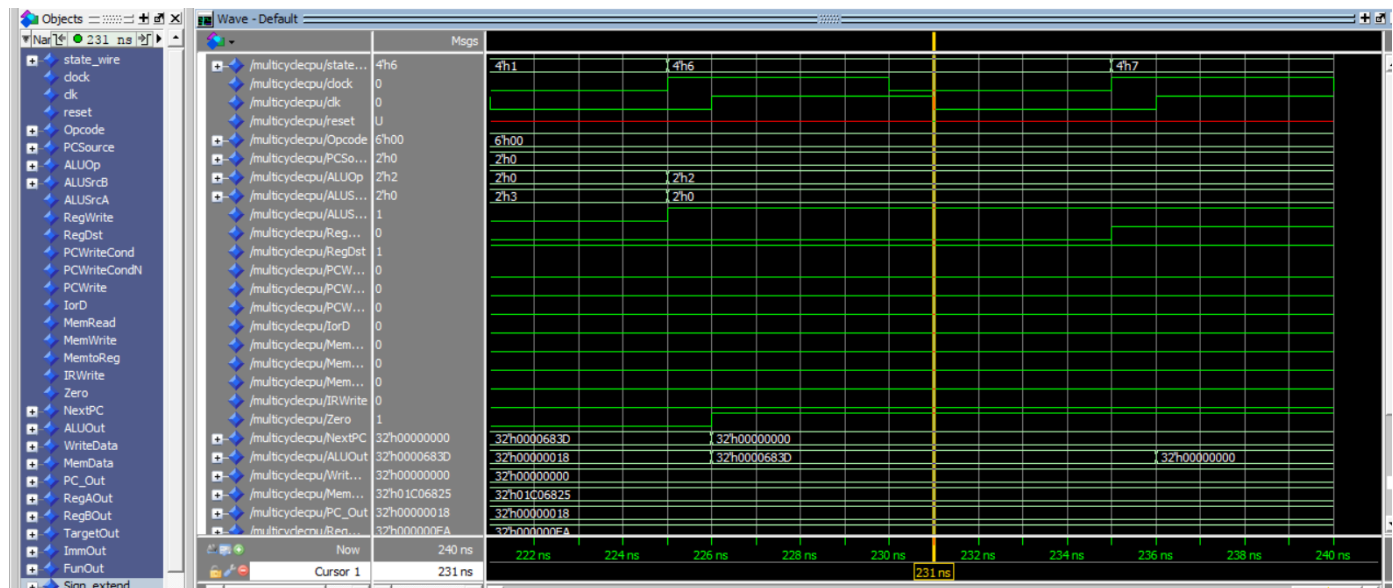 Objects
Wave - Default
Nar 231 ns
Msgs
state_wire
clock
clk
reset
Opcode
PCSource
ALUOp
ALUSrcB
ALUSrcA
RegWrite
RegDst
PCWriteCond
PCWriteCondN
PCWrite
IorD
MemRead
MemWrite
MemtoReg
IRWrite
Zero
NextPC
ALUOut
WriteData
MemData
PC_Out
RegAOut
RegBOut
TargetOut
ImmOut
FunOut
Sign_extend
/multicyclecpu/state... 4'h6 4'h1 4'h6 4'h7
/multicyclecpu/clock 0
/multicyclecpu/clk 0
/multicyclecpu/reset U
/multicyclecpu/Opcode 6'h00 6'h00
/multicyclecpu/PCSo... 2'h0 2'h0
/multicyclecpu/ALUOp 2'h2 2'h0 2'h2
/multicyclecpu/ALUS... 2'h0 2'h3 2'h0
/multicyclecpu/ALUS... 1
/multicyclecpu/Reg... 0
/multicyclecpu/RegDst 1
/multicyclecpu/PCW... 0
/multicyclecpu/PCW... 0
/multicyclecpu/PCW... 0
/multicyclecpu/IorD 0
/multicyclecpu/Mem... 0
/multicyclecpu/Mem... 0
/multicyclecpu/Mem... 0
/multicyclecpu/IRWrite 0
/multicyclecpu/Zero 1
/multicyclecpu/NextPC 32'h00000000 32'h0000683D 32'h00000000
/multicyclecpu/ALUOut 32'h0000683D 32'h00000018 32'h0000683D 32'h00000000
/multicyclecpu/Writ... 32'h00000000 32'h00000000
/multicyclecpu/Mem... 32'h01C06825 32'h01C06825
/multicyclecpu/PC_Out 32'h00000018 32'h00000018
/multicyclecpu/Reg... 32'h000000EA 32'h000000EA
Now 240 ns 222 ns 224 ns 226 ns 228 ns 230 ns 232 ns 234 ns 236 ns 238 ns 240 ns
Cursor 1 231 ns 231 ns